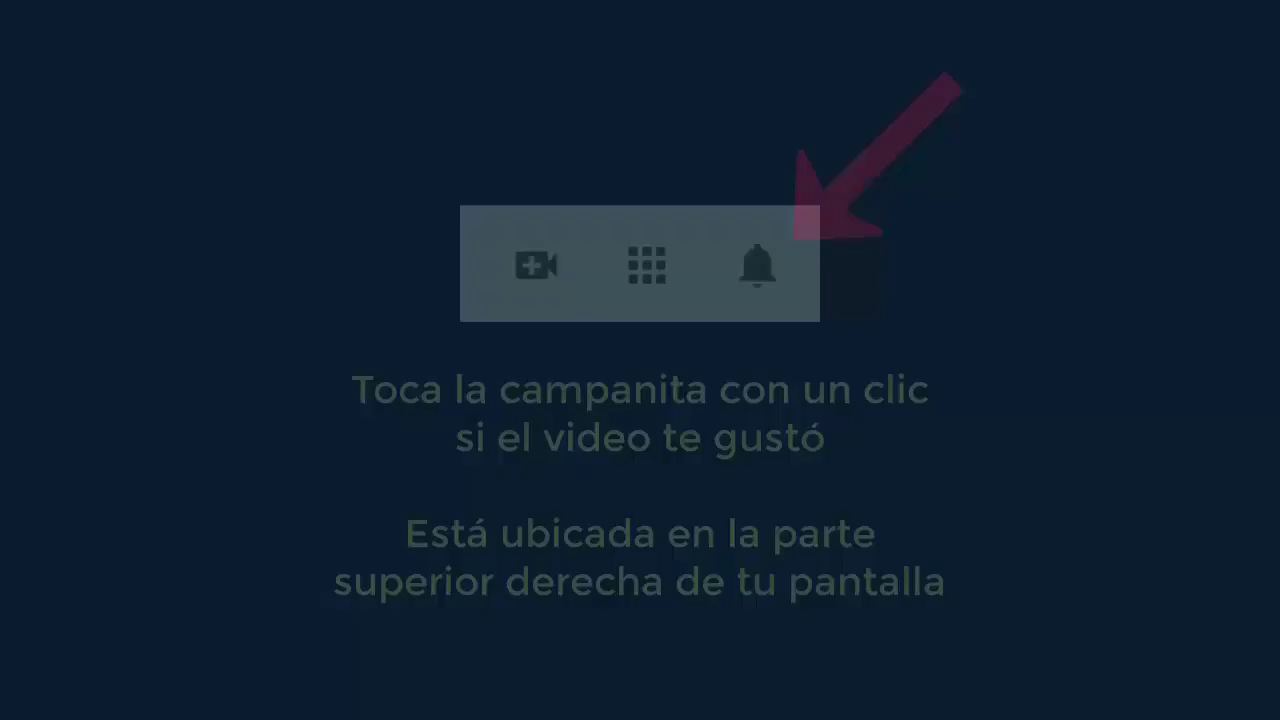 Toca la campanita con un clic
si el video te gustó
Está ubicada en la parte
superior derecha de tu pantalla